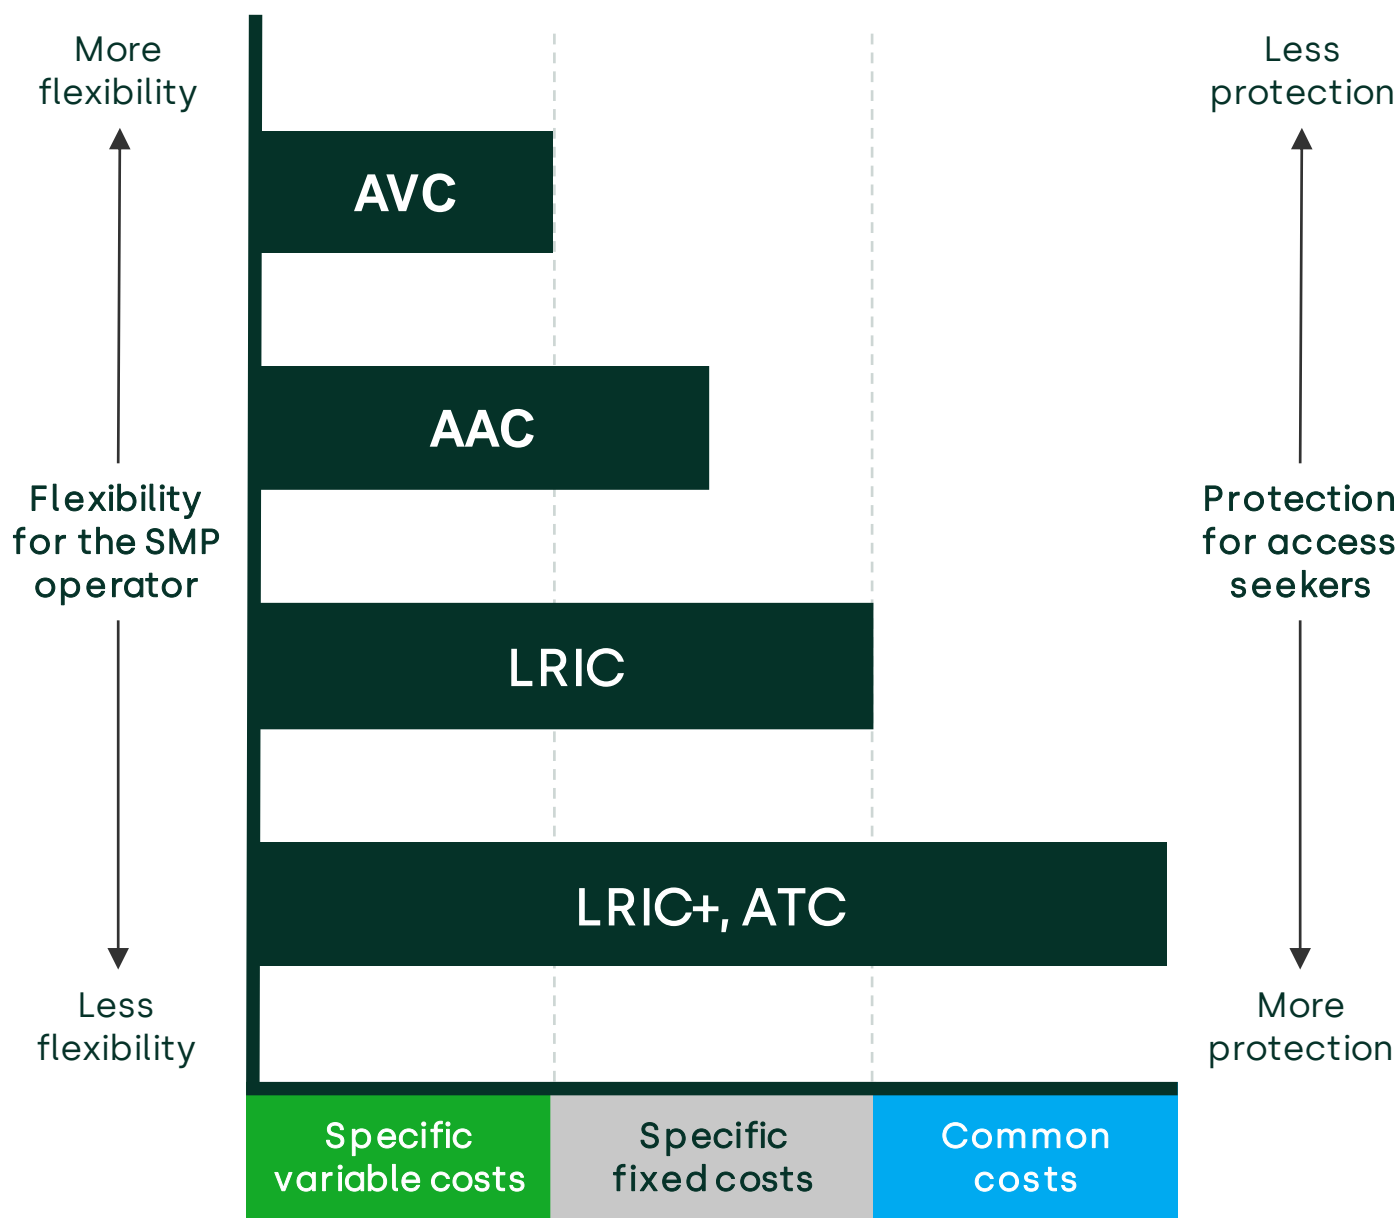 More
flexibility
Less
protection
AVC
AAC
Flexibility
for the SMP
operator
Protection
for access
seekers
LRIC
LRIC+, ATC
Less
flexibility
More
protection
Specific
variable costs
Specific
fixed costs
Common
costs